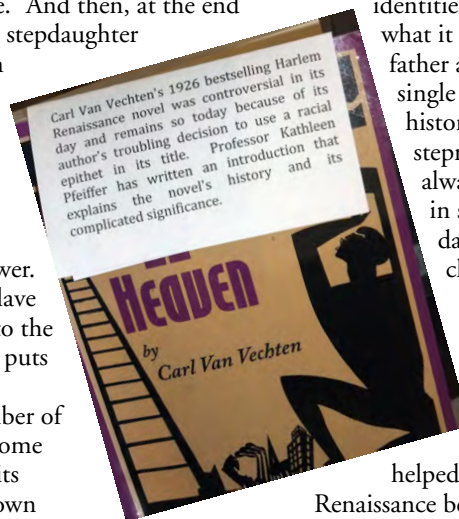 e. And then, at the end
stepdaughter
wer.
lave
to the
puts
ber of
ome
its
own
Carl Van Vechten's 1926 bestselling Harlem
Renaissance novel was controversial in its
day and remains so today because of its
author's troubling decision to use a racial
epithet in its title. Professor Kathleen
Pfeiffer has written an introduction that
explains the novel's history and its
complicated significance.
Heaven
by
Carl Van Vechten
identitie
what it
father a
single
histor
stepr
alwa
in s
da
cl
helped
Renaissance be